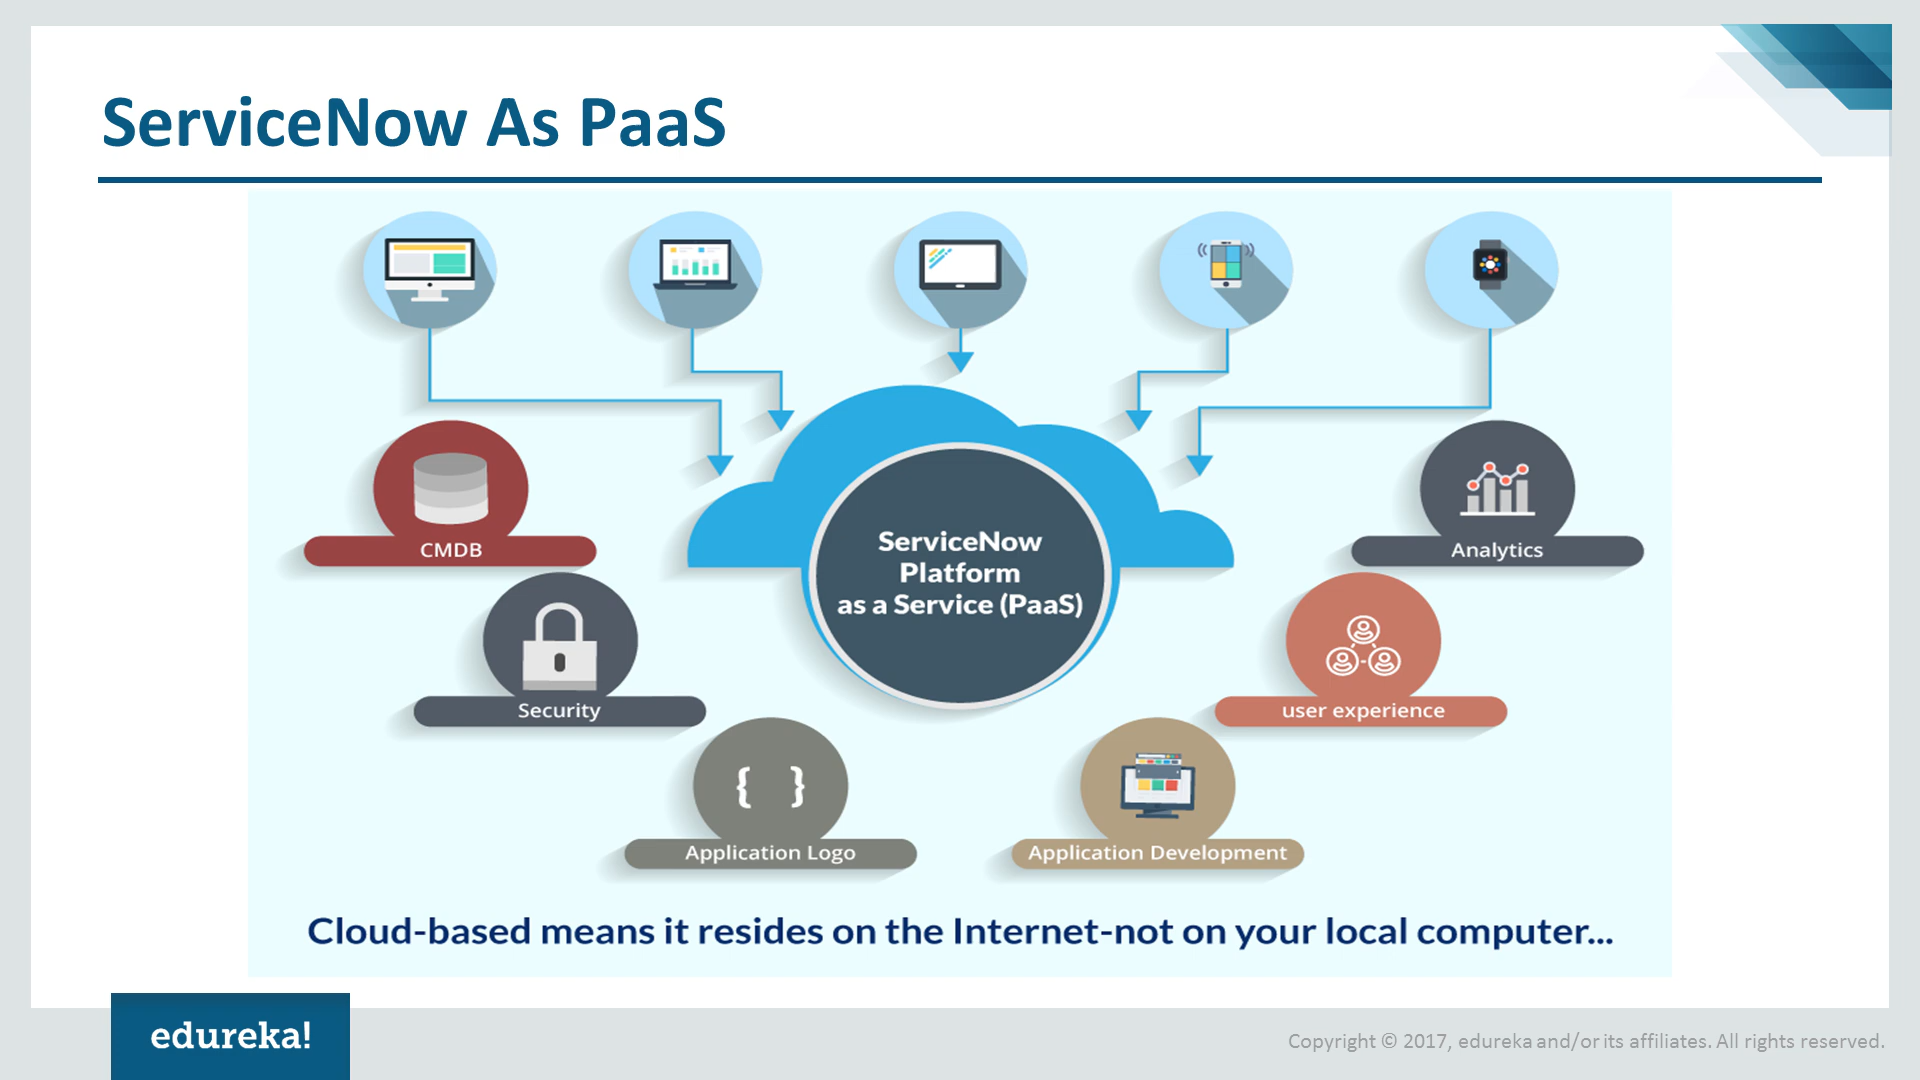 ServiceNow As PaaS
ServiceNow
Platform
as a Service (PaaS)
CMDB
Analytics
Security
user experience
Application Logo
Application Development
Cloud-based means it resides on the Internet-not on your local computer...
edureka!
Copyright © 2017, edureka and/or its affiliates. All rights reserved.